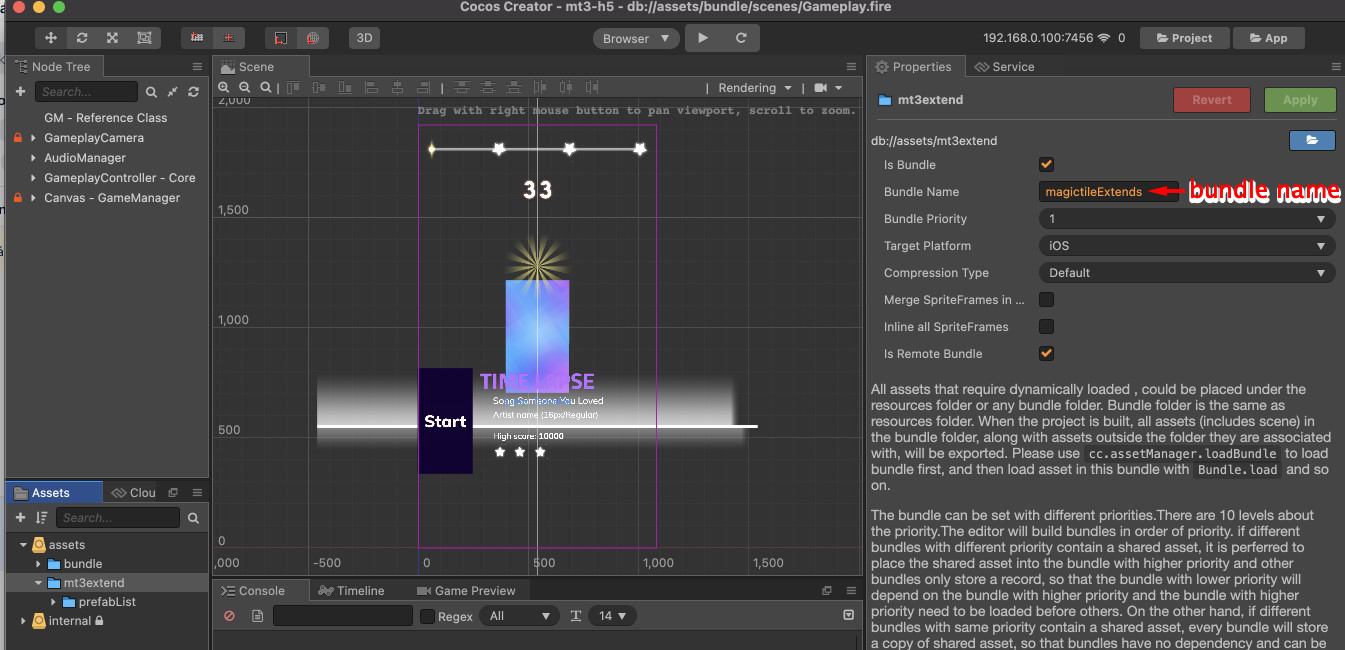 Cocos Creator - mt3-h5 - db://assets/bundle/scenes/Gameplay.fire
3D
Browser
192.168.0.100:7456
0
Project
App
Node Tree
Search...
GM - Reference Class
GameplayCamera
AudioManager
GameplayController - Core
Canvas - GameManager
Scene
Rendering
2,000
Drag with right mouse button to pan viewport, scroll to zoom.
33
1,500
1,000
TIME LAPSE
Song Someone You Loved
Artist name (16px/Regular)
Start
500
High score: 10000
0
,000
-500
0
500
1,000
1,500
Assets
Clou
Search...
assets
bundle
mt3extend
prefabList
internal
Console
Timeline
Game Preview
Regex
All
14
Properties
Service
mt3extend
Revert
Apply
db://assets/mt3extend
Is Bundle
Bundle Name
magictileExtends
bundle name
Bundle Priority
1
Target Platform
iOS
Compression Type
Default
Merge SpriteFrames in ...
Inline all SpriteFrames
Is Remote Bundle
All assets that require dynamically loaded , could be placed under the
resources folder or any bundle folder. Bundle folder is the same as
resources folder. When the project is built, all assets (includes scene) in
the bundle folder, along with assets outside the folder they are associated
with, will be exported. Please use cc.assetManager.loadBundle to load
bundle first, and then load asset in this bundle with Bundle.load and so
on.
The bundle can be set with different priorities.There are 10 levels about
the priority.The editor will build bundles in order of priority. if different
bundles with different priority contain a shared asset, it is perferred to
place the shared asset into the bundle with higher priority and other
bundles only store a record, so that the bundle with lower priority will
depend on the bundle with higher priority and the bundle with higher
priority need to be loaded before others. On the other hand, if different
bundles with same priority contain a shared asset, every bundle will store
a copy of shared asset, so that bundles have no dependency and can be